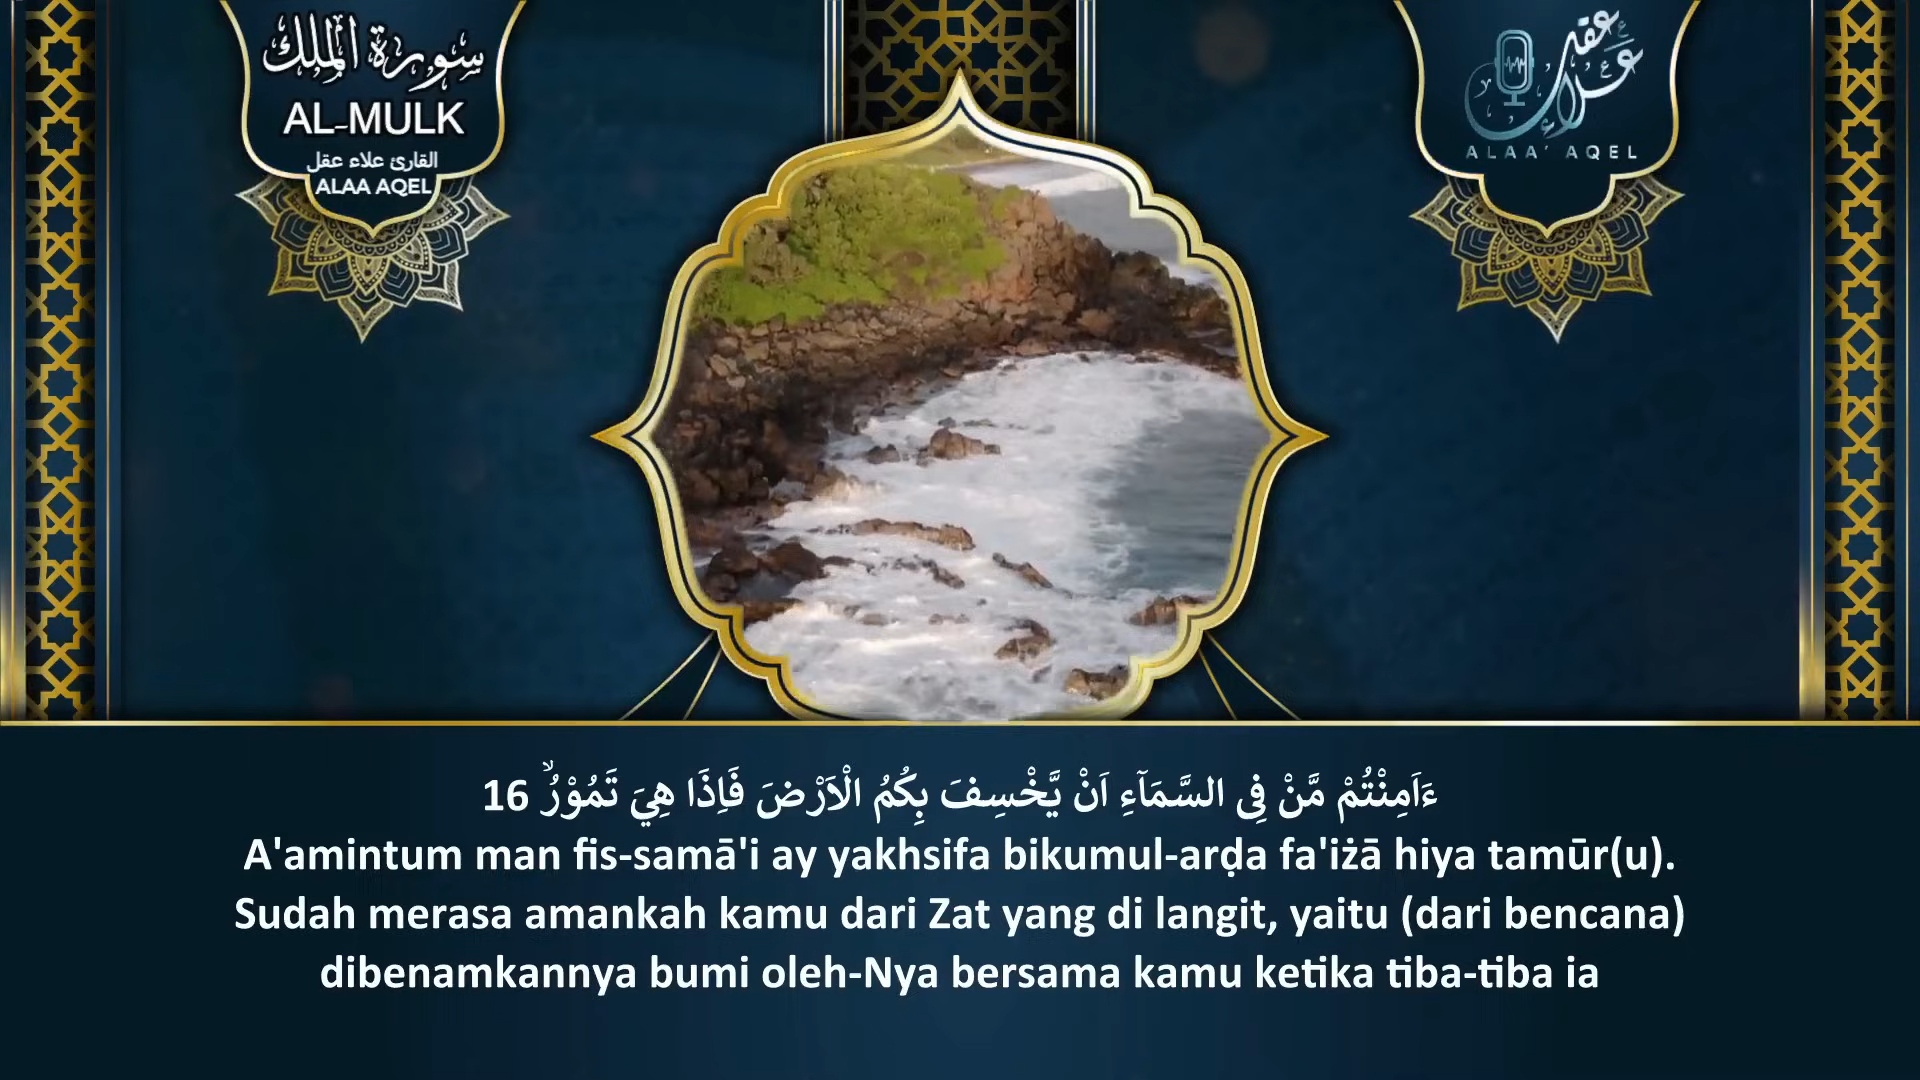 سورة الملك
AL-MULK
القارئ علاء عقل
ALAA AQEL
علاء عقل
ALAA' AQEL
ءَاَمِنْتُمْ مَّنْ فِى السَّمَآءِ اَنْ يَّخْسِفَ بِكُمُ الْاَرْضَ فَاِذَا هِيَ تَمُوْرُۙ 16
A'amintum man fis-samā'i ay yakhsifa bikumul-arḍa fa'iżā hiya tamūr(u).
Sudah merasa amankah kamu dari Zat yang di langit, yaitu (dari bencana)
dibenamkannya bumi oleh-Nya bersama kamu ketika tiba-tiba ia